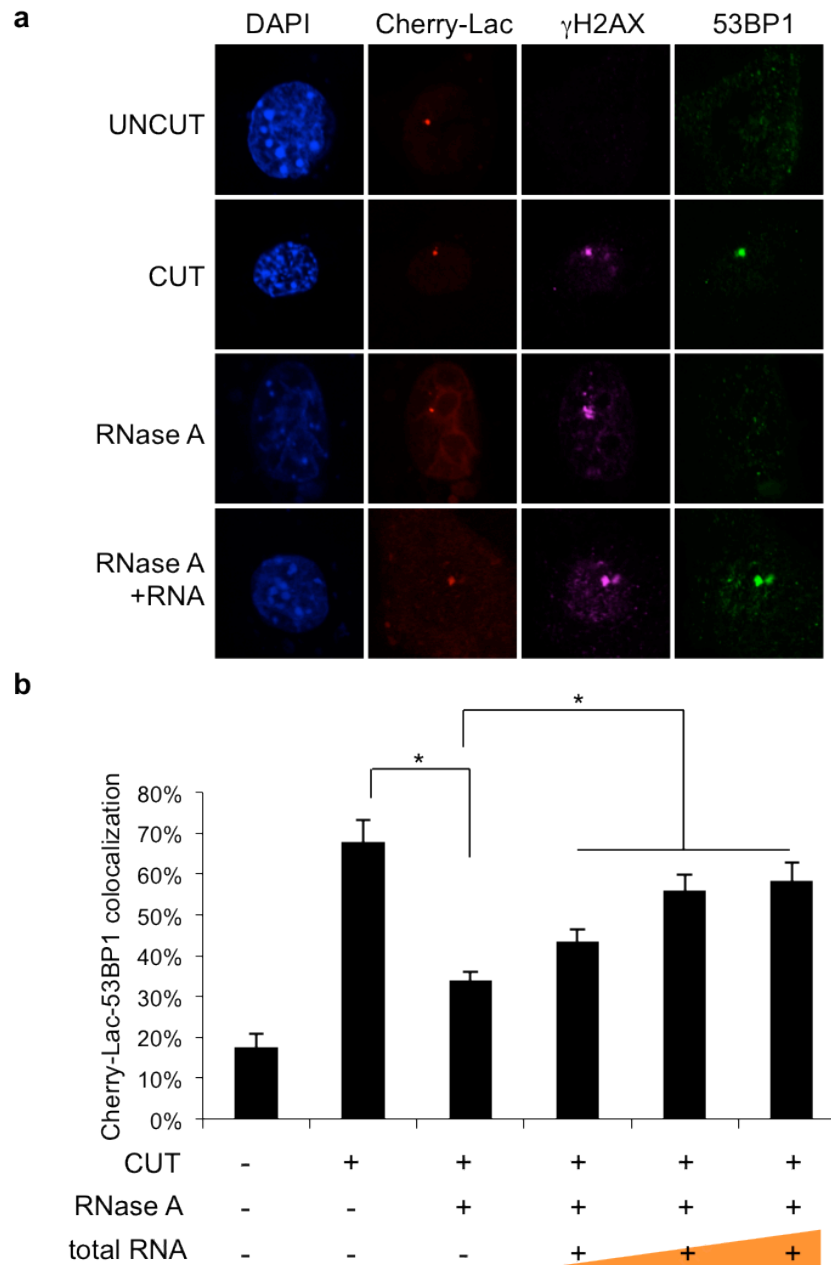 a
DAPI Cherry-Lac γH2AX 53BP1
UNCUT
CUT
RNase A
RNase A
+RNA
b
*
*
Cherry-Lac-53BP1 colocalization
80%
70%
60%
50%
40%
30%
20%
10%
0%
CUT - + + + + +
RNase A - - + + + +
total RNA - - - + + +